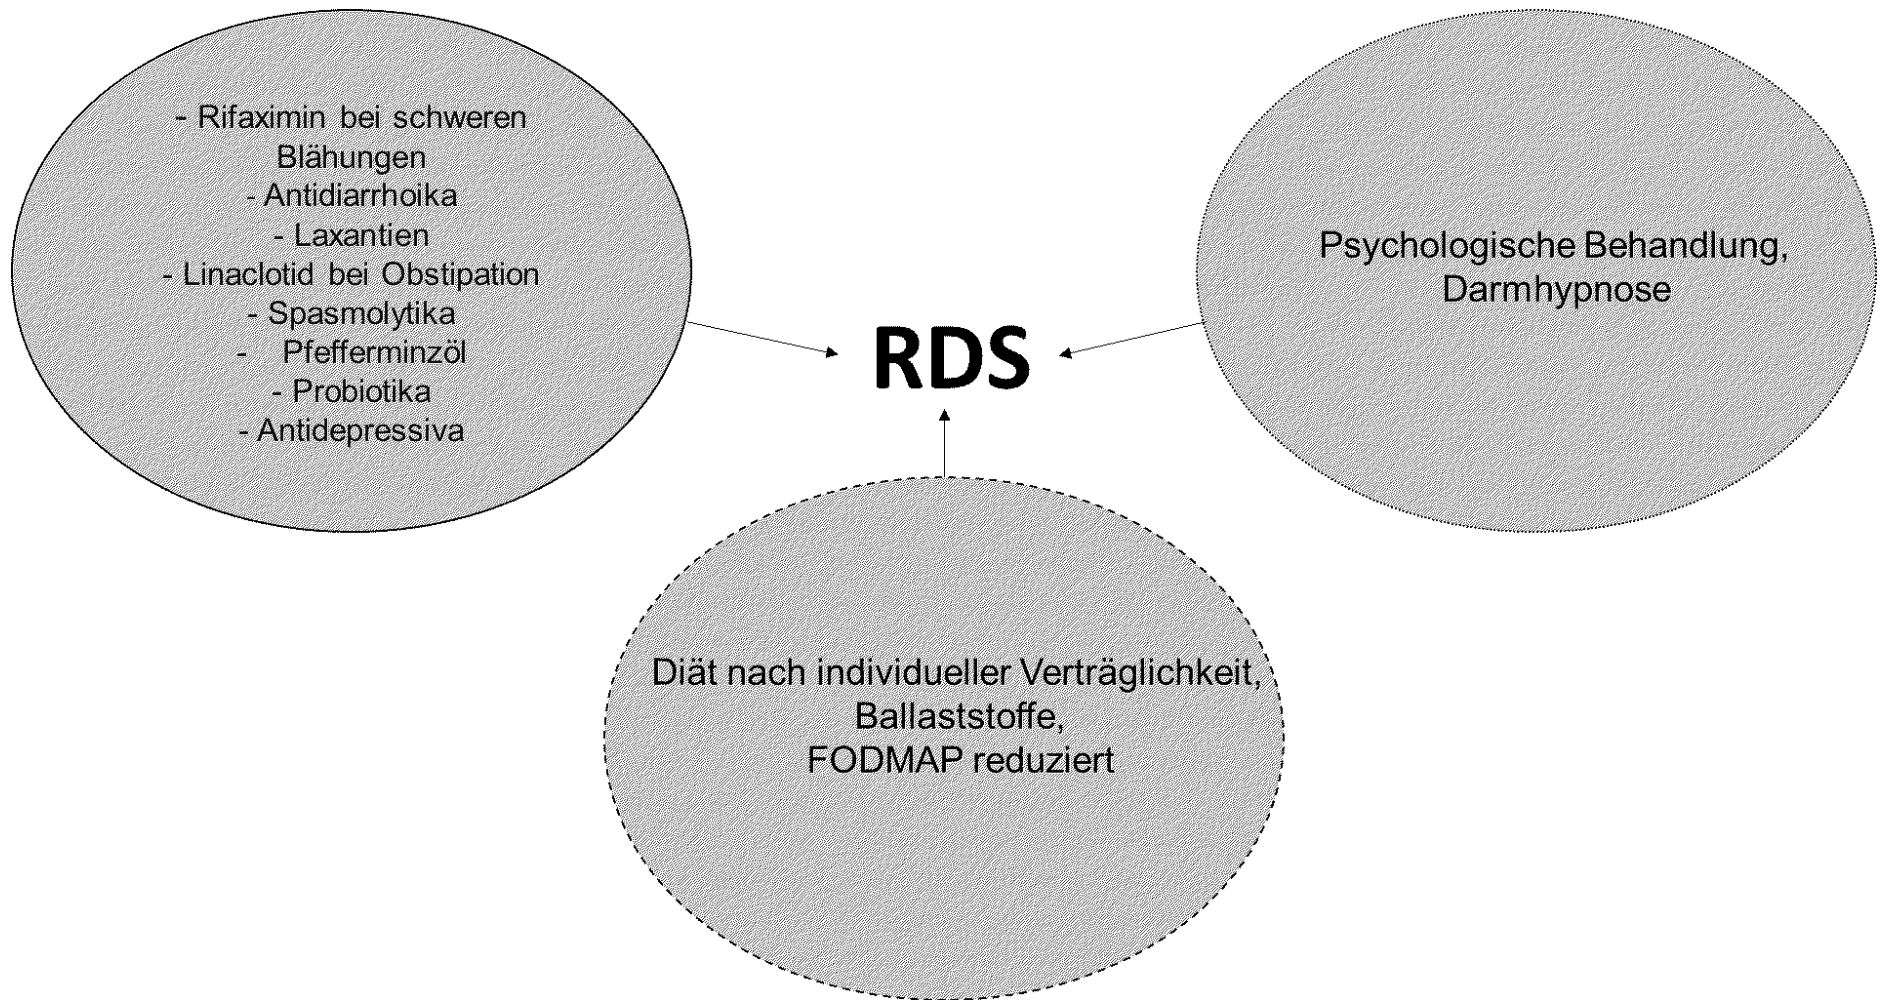 - Rifaximin bei schweren
Blähungen
- Antidiarrhoika
- Laxantien
- Linaclotid bei Obstipation
- Spasmolytika
- Pfefferminzöl
- Probiotika
- Antidepressiva
Psychologische Behandlung,
Darmhypnose
RDS
Diät nach individueller Verträglichkeit,
Ballaststoffe,
FODMAP reduziert